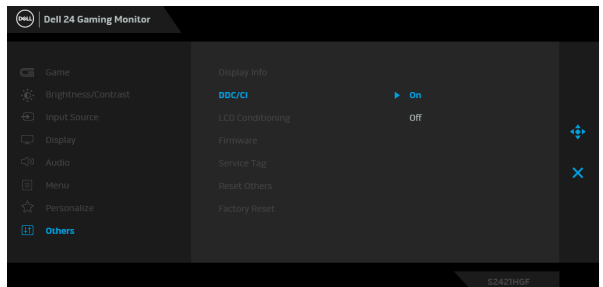 DELL Dell 24 Gaming Monitor
Game
Display Info
Brightness/Contrast
DDC/CI
On
Input Source
LCD Conditioning
Off
Display
Firmware
Audio
Service Tag
Menu
Reset Others
Personalize
Factory Reset
Others
S2421HGF